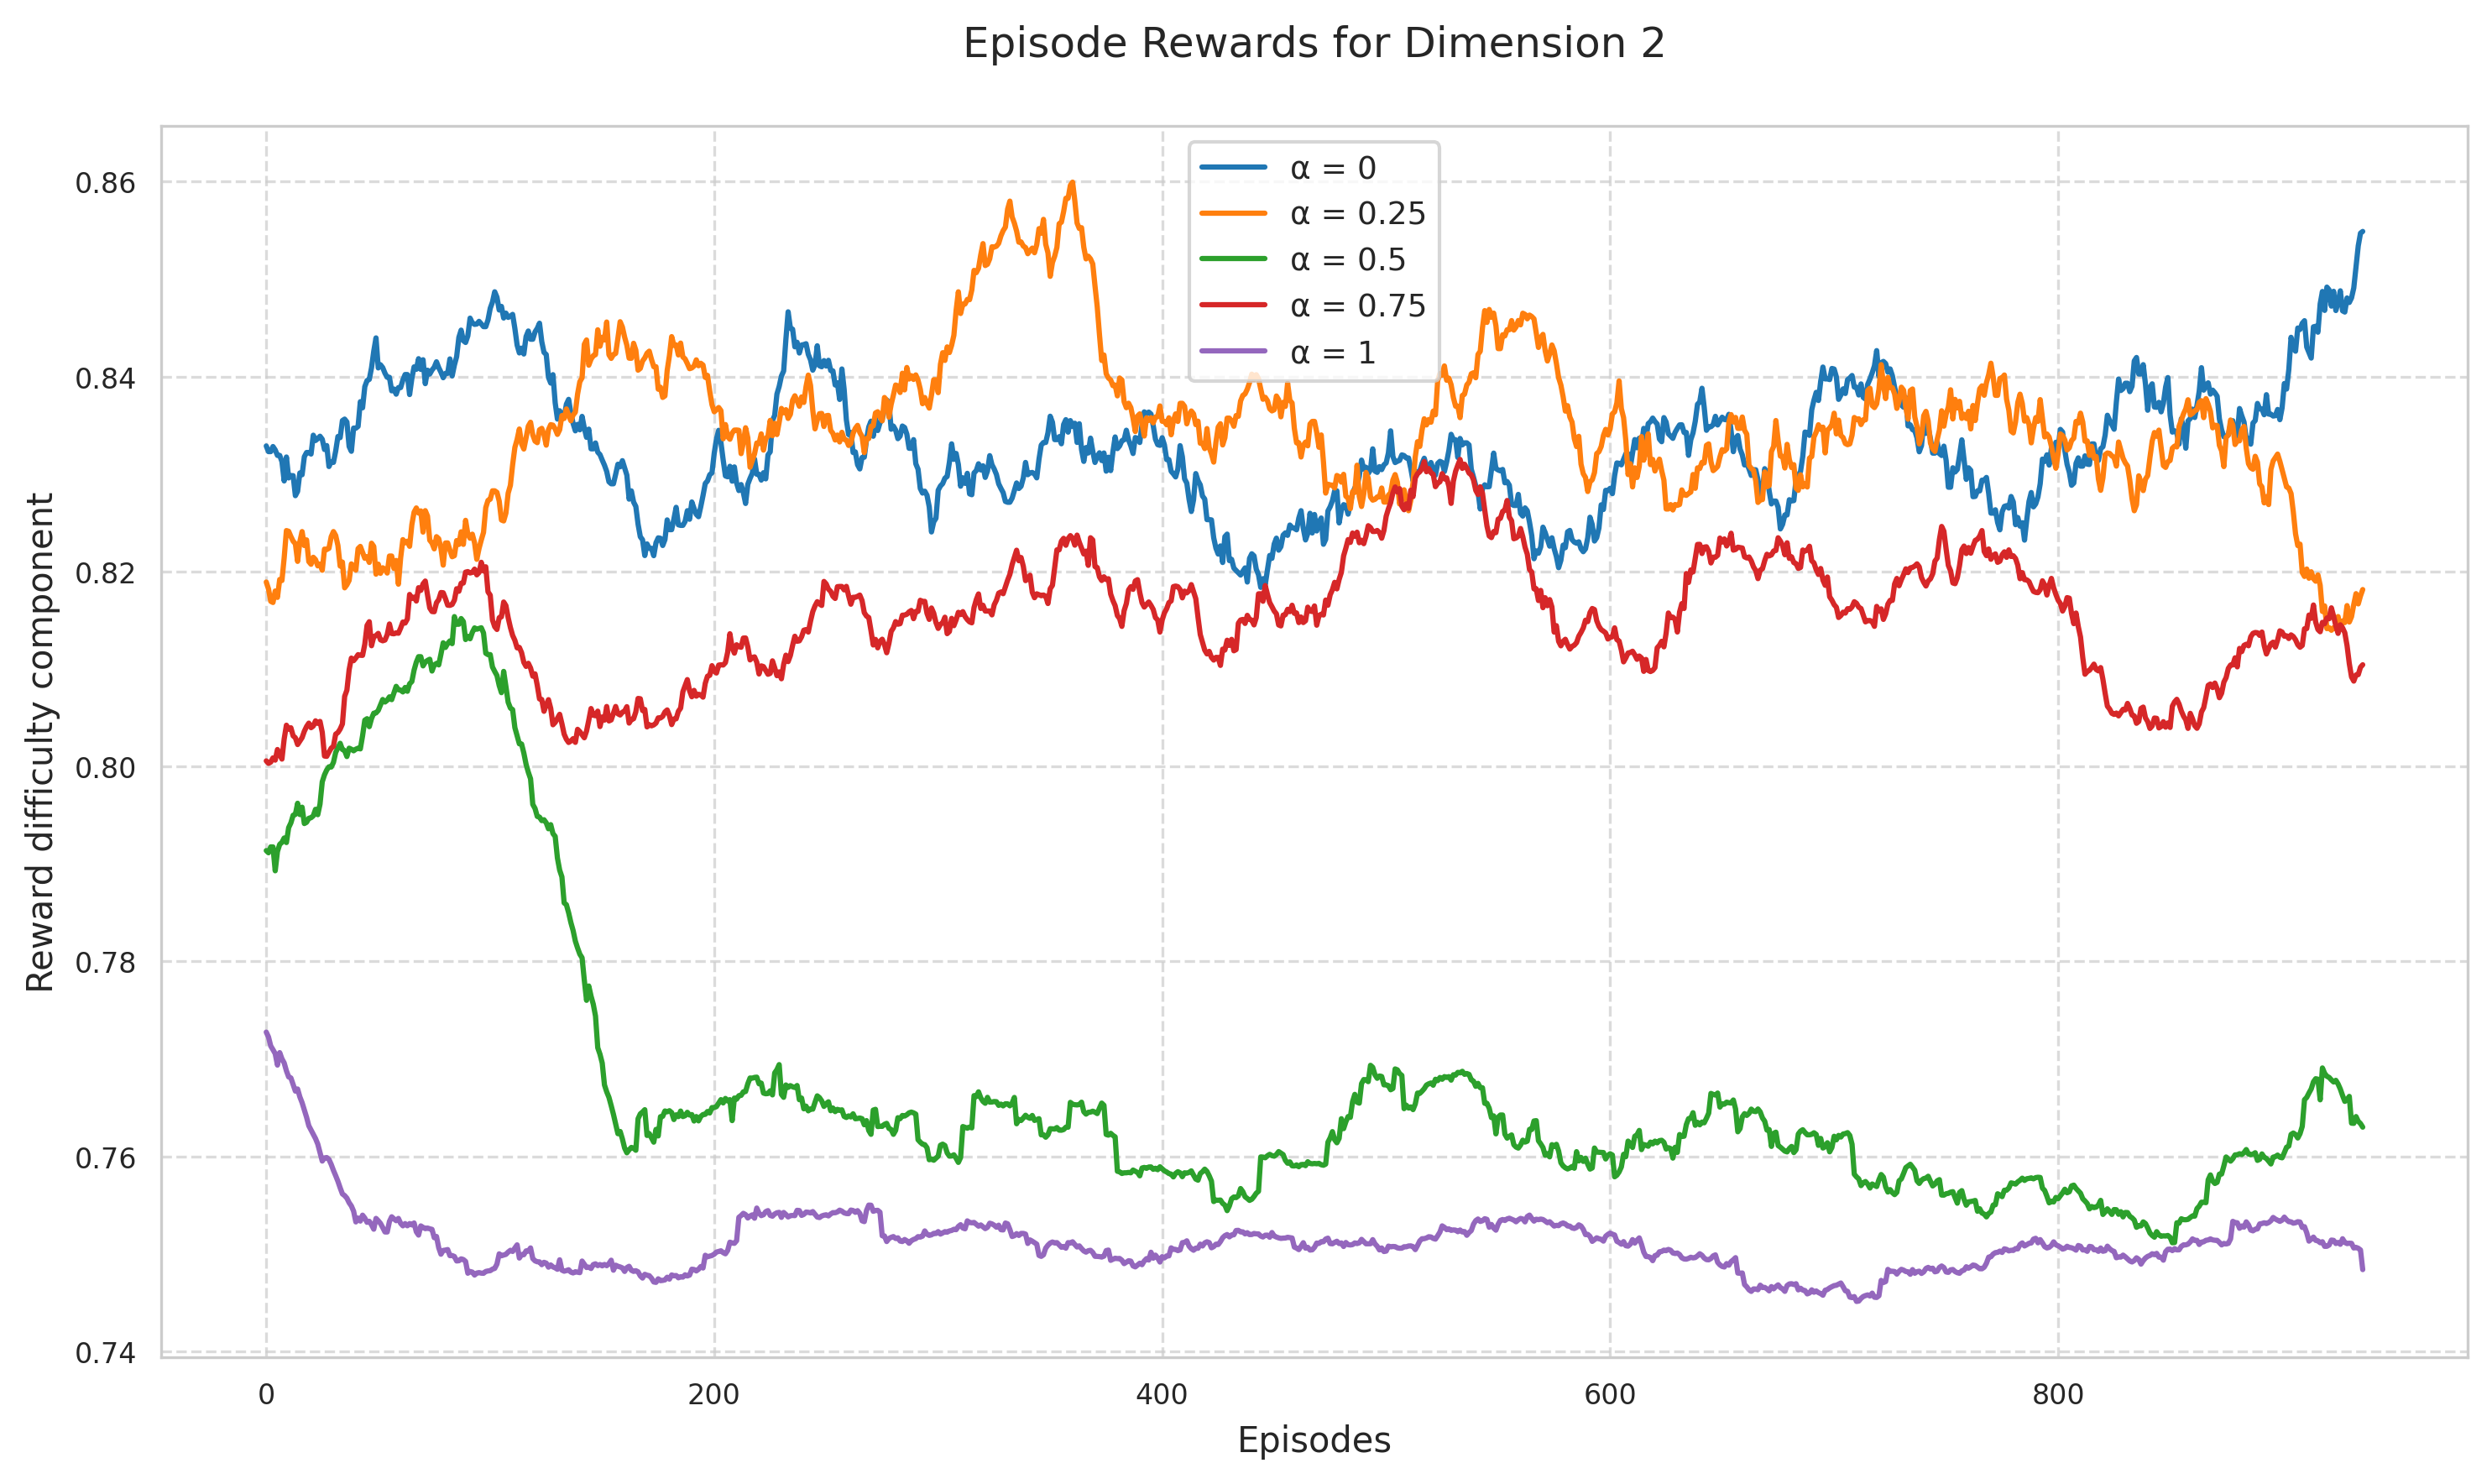 Episode Rewards for Dimension 2
Reward difficulty component
0.86
0.84
0.82
0.80
0.78
0.76
0.74
α = 0
α = 0.25
α = 0.5
α = 0.75
α = 1
0 200 400 600 800
Episodes